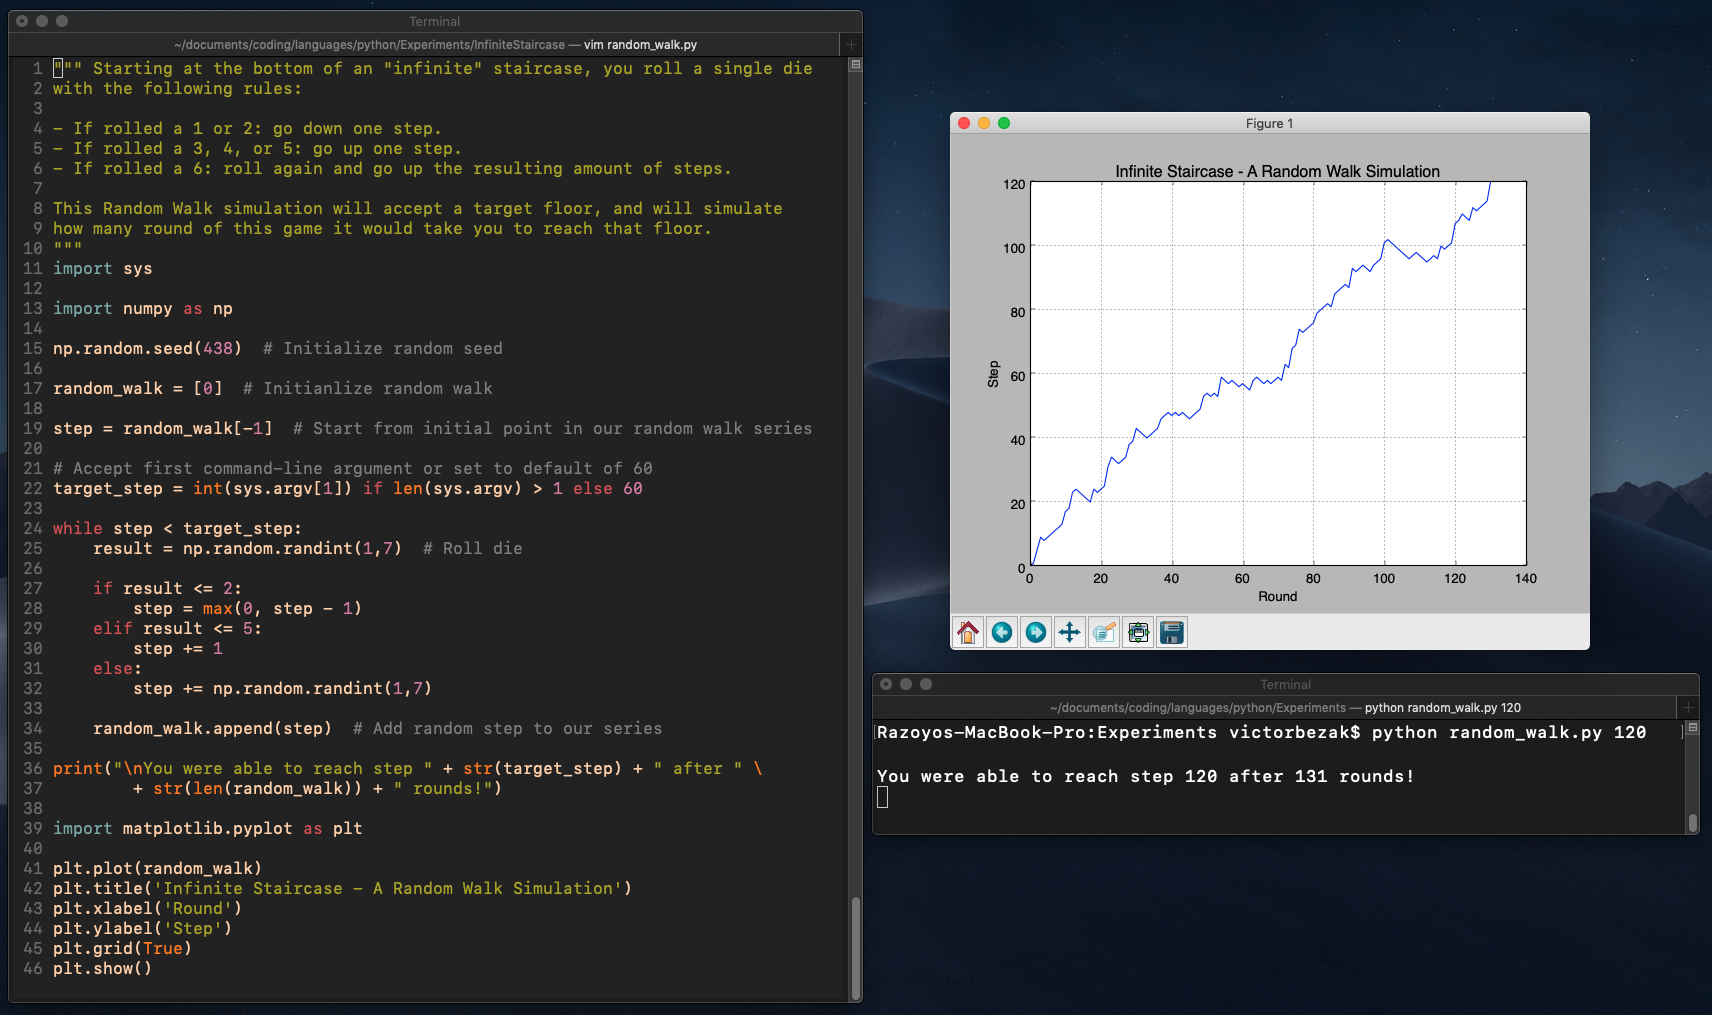 Terminal
~/documents/coding/languages/python/Experiments/InfiniteStaircase — vim random_walk.py
1 """ Starting at the bottom of an "infinite" staircase, you roll a single die
2 with the following rules:
3
4 – If rolled a 1 or 2: go down one step.
5 – If rolled a 3, 4, or 5: go up one step.
6 – If rolled a 6: roll again and go up the resulting amount of steps.
7
8 This Random Walk simulation will accept a target floor, and will simulate
9 how many round of this game it would take you to reach that floor.
10 """
11 import sys
12
13 import numpy as np
14
15 np.random.seed(438)  # Initialize random seed
16
17 random_walk = [0]  # Initianlize random walk
18
19 step = random_walk[-1]  # Start from initial point in our random walk series
20
21 # Accept first command-line argument or set to default of 60
22 target_step = int(sys.argv[1]) if len(sys.argv) > 1 else 60
23
24 while step < target_step:
25     result = np.random.randint(1,7)  # Roll die
26
27     if result <= 2:
28         step = max(0, step - 1)
29     elif result <= 5:
30         step += 1
31     else:
32         step += np.random.randint(1,7)
33
34     random_walk.append(step)  # Add random step to our series
35
36 print("\nYou were able to reach step " + str(target_step) + " after " \
37         + str(len(random_walk)) + " rounds!")
38
39 import matplotlib.pyplot as plt
40
41 plt.plot(random_walk)
42 plt.title('Infinite Staircase - A Random Walk Simulation')
43 plt.xlabel('Round')
44 plt.ylabel('Step')
45 plt.grid(True)
46 plt.show()
Figure 1
Infinite Staircase - A Random Walk Simulation
120
100
80
60
40
20
0
Step
0 20 40 60 80 100 120 140
Round
Terminal
~/documents/coding/languages/python/Experiments — python random_walk.py 120
[Razoyos-MacBook-Pro:Experiments victorbezak$ python random_walk.py 120 ]
You were able to reach step 120 after 131 rounds!